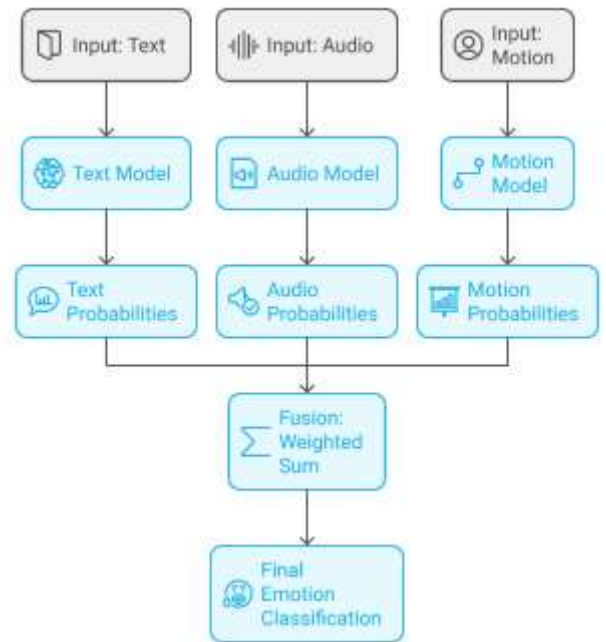 Input: Text
Input: Audio
Input:
Motion
Text Model
Audio Model
Motion
Model
Text
Probabilities
Audio
Probabilities
Motion
Probabilities
Fusion:
Weighted
Sum
Final
Emotion
Classification